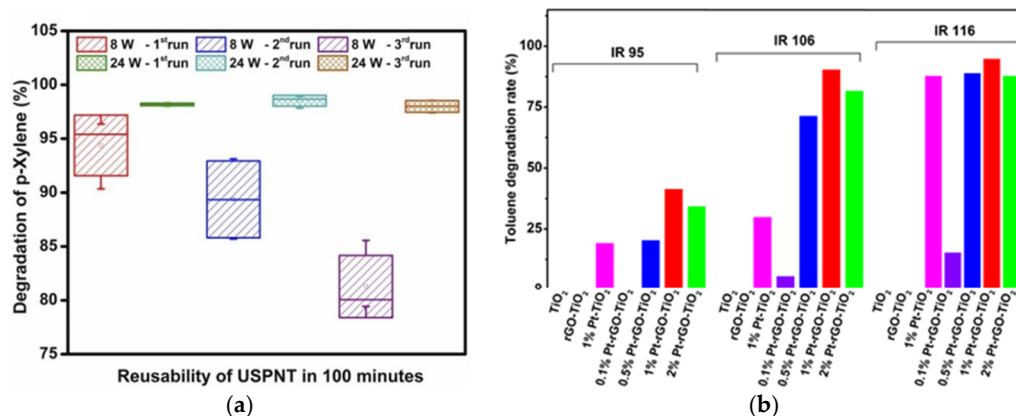 105
100
95
90
85
80
75
Degradation of p-Xylene (%)
8 W - 1st run
8 W - 2nd run
8 W - 3rd run
24 W - 1st run
24 W - 2nd run
24 W - 3rd run
Reusability of USPNT in 100 minutes
(a)
100
75
50
25
0
Toluene degradation rate (%)
IR 95
IR 106
IR 116
TiO2
rGO-TiO2
1% Pt-TiO2
0.1% Pt-rGO-TiO2
0.5% Pt-rGO-TiO2
1% Pt-rGO-TiO2
2% Pt-rGO-TiO2
TiO2
rGO-TiO2
1% Pt-TiO2
0.1% Pt-rGO-TiO2
0.5% Pt-rGO-TiO2
1% Pt-rGO-TiO2
2% Pt-rGO-TiO2
TiO2
rGO-TiO2
1% Pt-TiO2
0.1% Pt-rGO-TiO2
0.5% Pt-rGO-TiO2
1% Pt-rGO-TiO2
2% Pt-rGO-TiO2
(b)